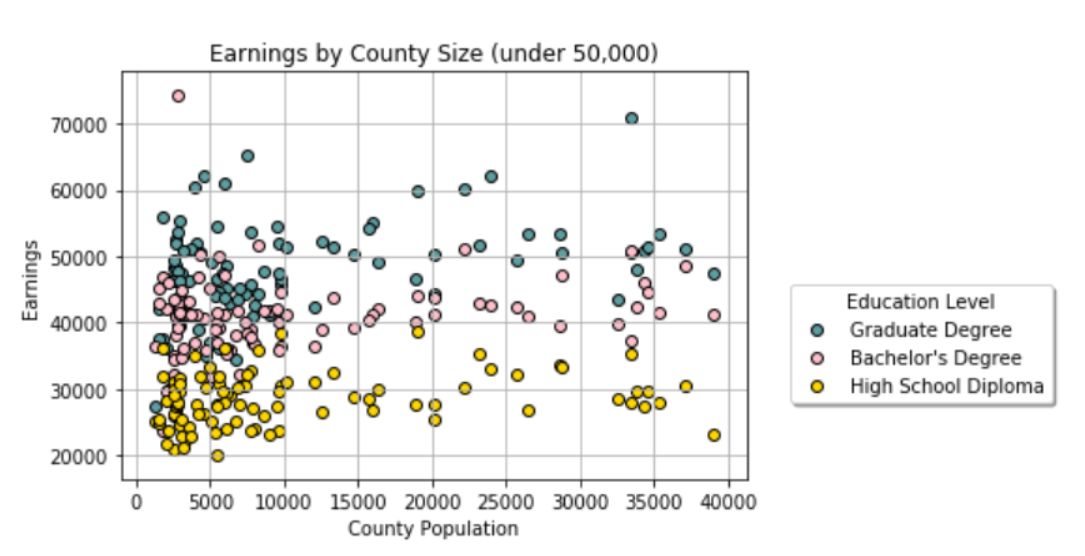 Earnings by County Size (under 50,000)
70000
60000
50000
40000
30000
20000
Earnings
0 5000 10000 15000 20000 25000 30000 35000 40000
County Population
Education Level
Graduate Degree
Bachelor's Degree
High School Diploma